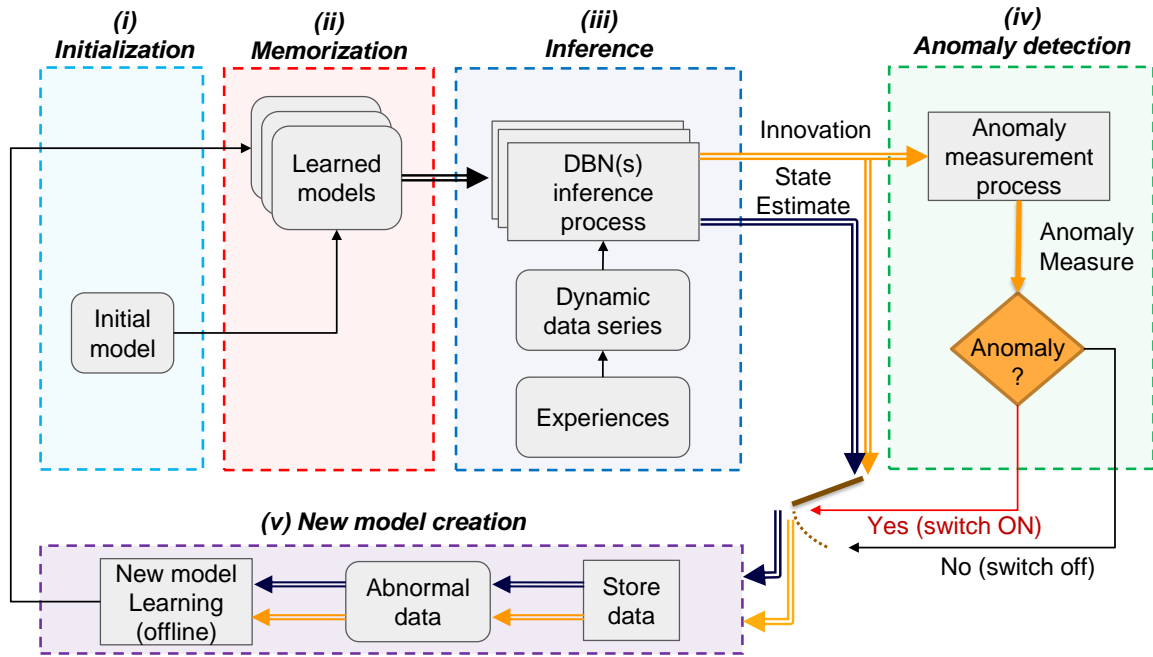 (i)
Initialization
(ii)
Memorization
(iii)
Inference
(iv)
Anomaly detection
Learned
models
Initial
model
DBN(s)
inference
process
Dynamic
data series
Experiences
Innovation
State
Estimate
Anomaly
measurement
process
Anomaly
Measure
Anomaly
?
Yes (switch ON)
No (switch off)
(v) New model creation
New model
Learning
(offline)
Abnormal
data
Store
data